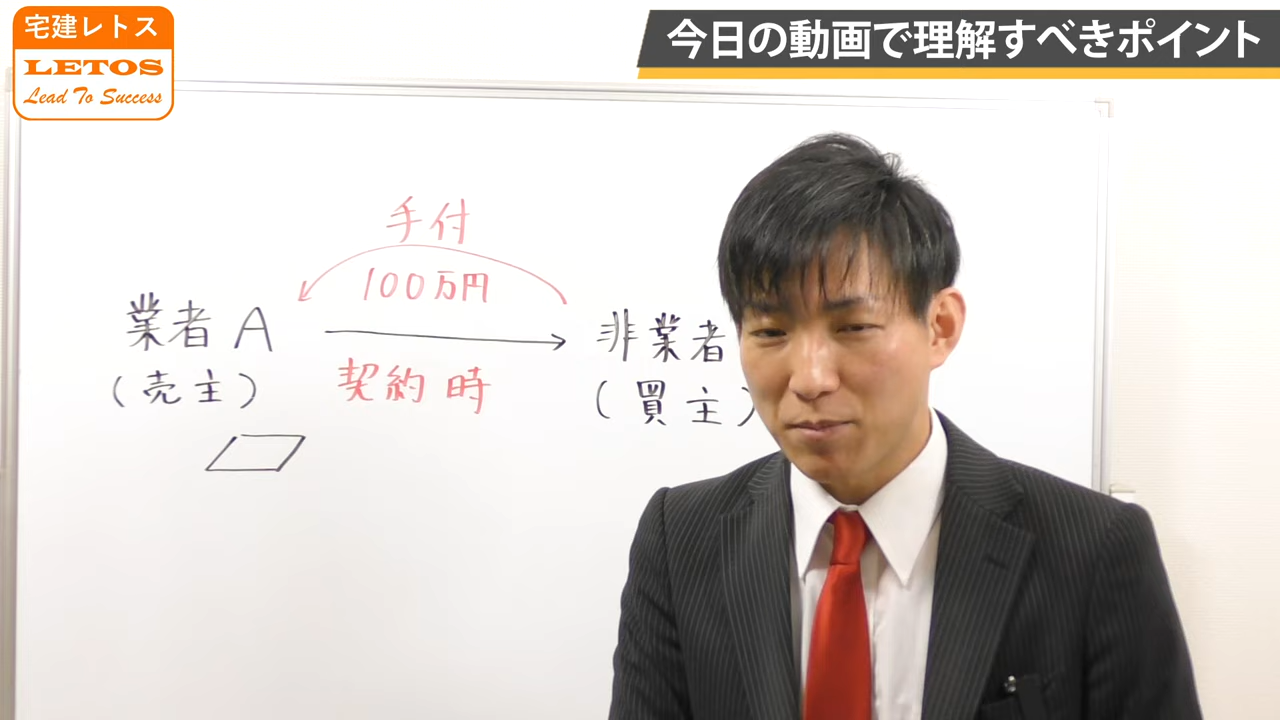 宅建レトス
LETOS
Lead To Success
今日の動画で理解すべきポイント
手付
100万円
業者A
(売主)
契約時
非業者
(買主)